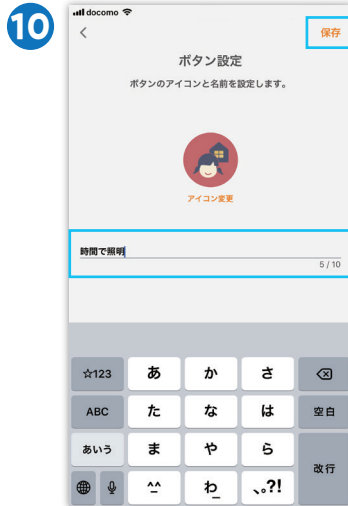 10
docomo
保存
ボタン設定
ボタンのアイコンと名前を設定します。
アイコン変更
時間で照明
5 / 10
☆123 あ か さ
ABC た な は 空白
あいう ま や ら 改行
^^ わ 、。?!